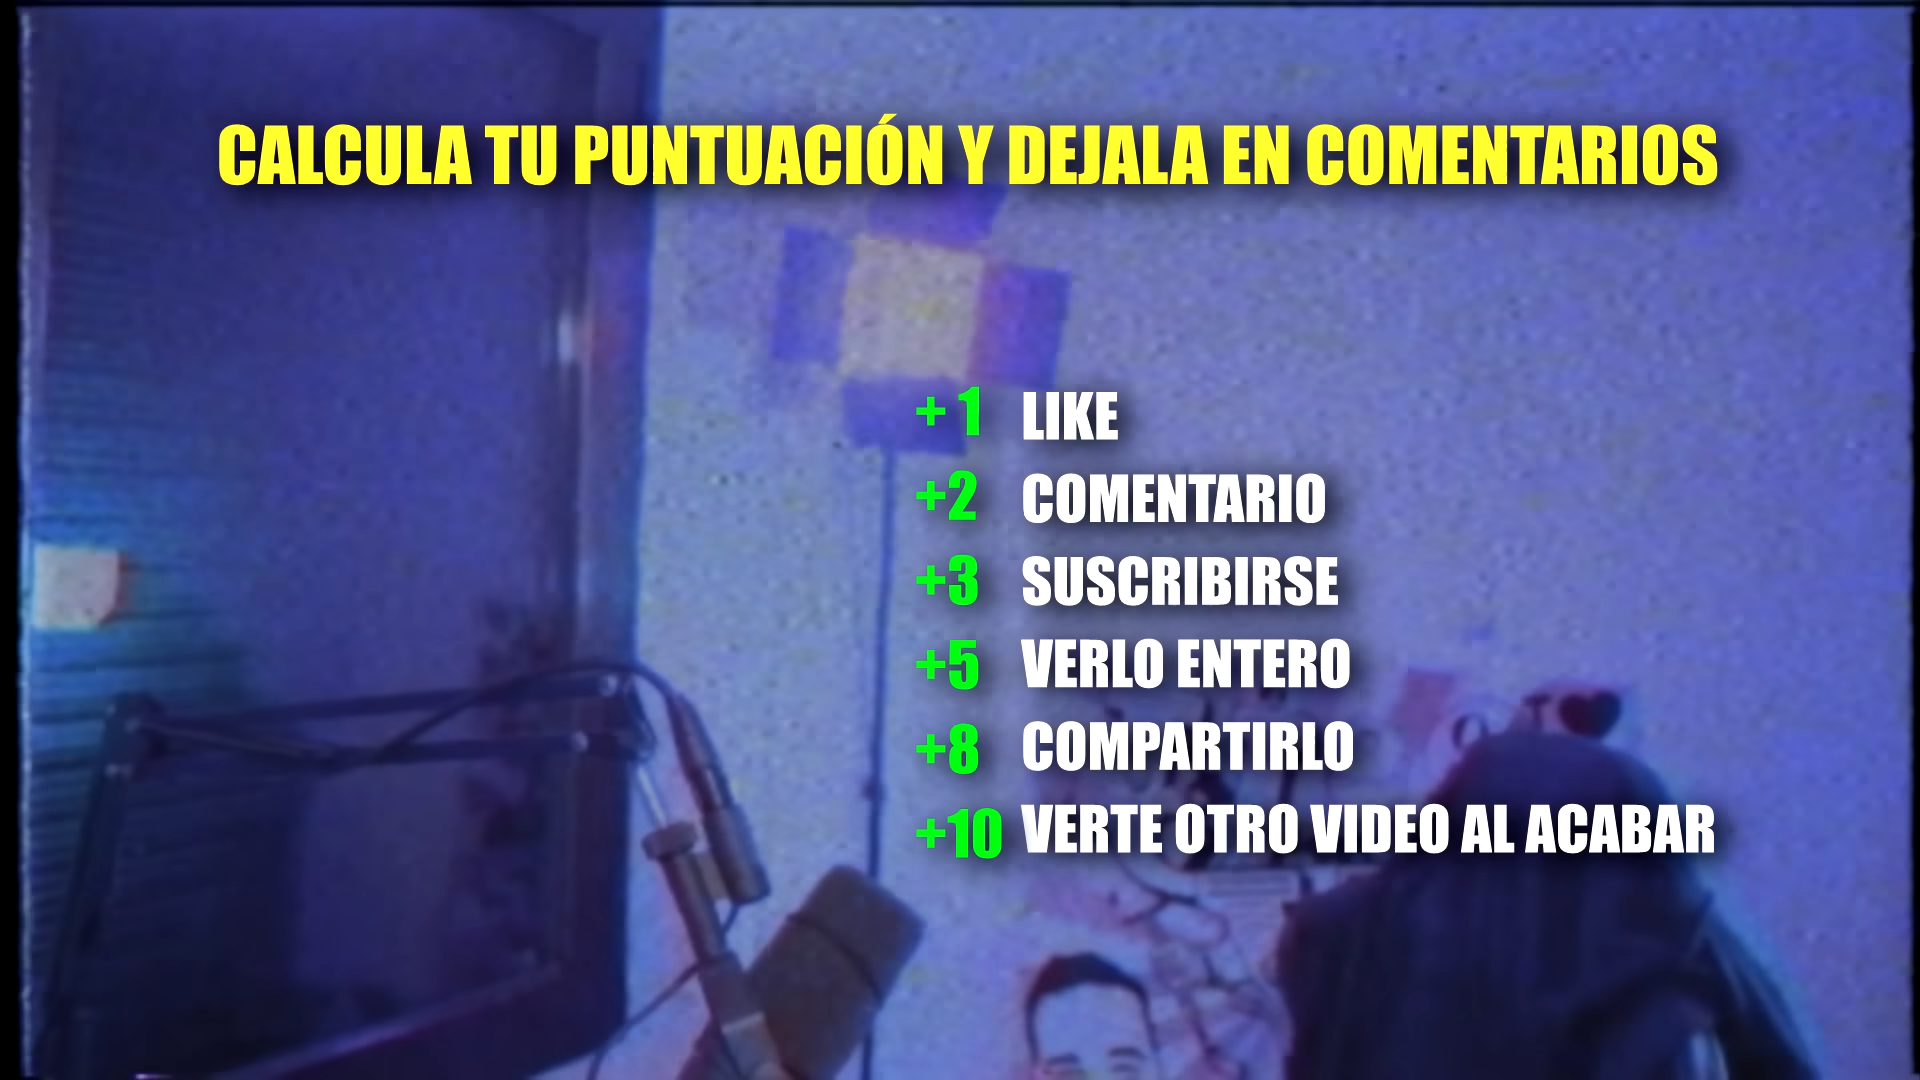 CALCULA TU PUNTUACIÓN Y DEJALA EN COMENTARIOS
+ 1 LIKE
+2 COMENTARIO
+3 SUSCRIBIRSE
+5 VERLO ENTERO
+8 COMPARTIRLO
+10 VERTE OTRO VIDEO AL ACABAR